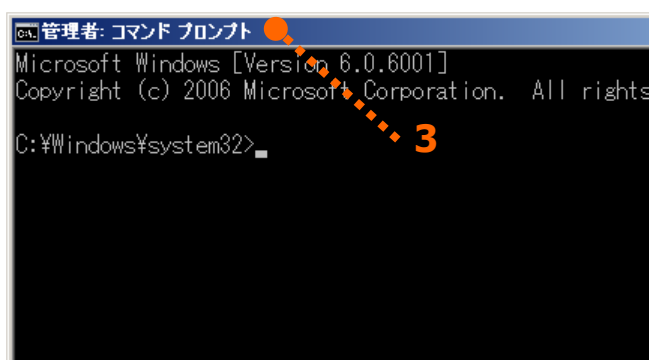 管理者: コマンド プロンプト
Microsoft Windows [Version 6.0.6001]
Copyright (c) 2006 Microsoft Corporation.  All rights
C:¥Windows¥system32>
3